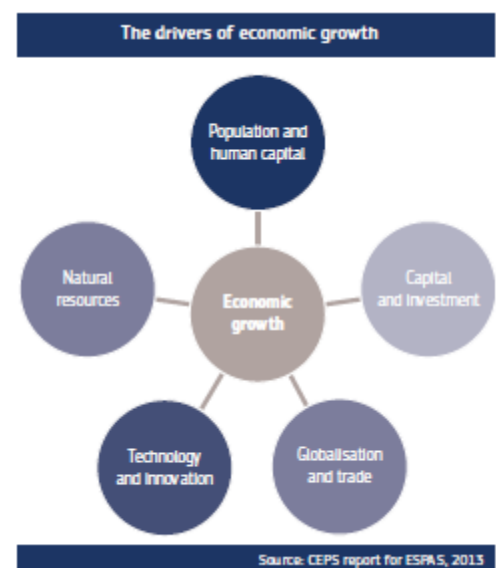 The drivers of economic growth
Population and
human capital
Natural
resources
Capital
and investment
Economic
growth
Technology
and innovation
Globalisation
and trade
Source: CEPS report for ESPAS, 2013